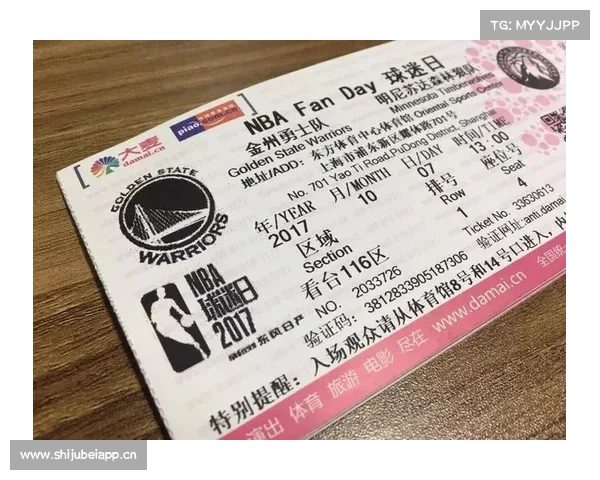 TG: MYYJJPP
[ 大麦 damai.cn piao.com.cn ]
NBA Fan Day 球迷日
金州勇士队 明尼苏达森林狼队
Golden State Warriors Minnesota Timberwolves
地址/ADD: 东方体育中心体育馆 Oriental Sports Center
上海市浦东新区耀体路701号
No. 701 Yao Ti Road,PuDong District, Shanghai
年/YEAR 月/MONTH 日/DAY 时间/TIME
2017 10 07 13:00
区域 排号 座位号
Section Row Seat
看台116区 1 4
NO. 2033726 Ticket No. 33630613
验证码: 3812833905187306 验证网址:anti.damai.cn
特别提醒: 入场观众请从体育馆8号和14号口进入,
演出 体育 旅游 电影 尽在 www.damai.cn
GOLDEN STATE
WARRIORS
NBA
球迷日
2017
东风日产
www.shijubeiapp.cn